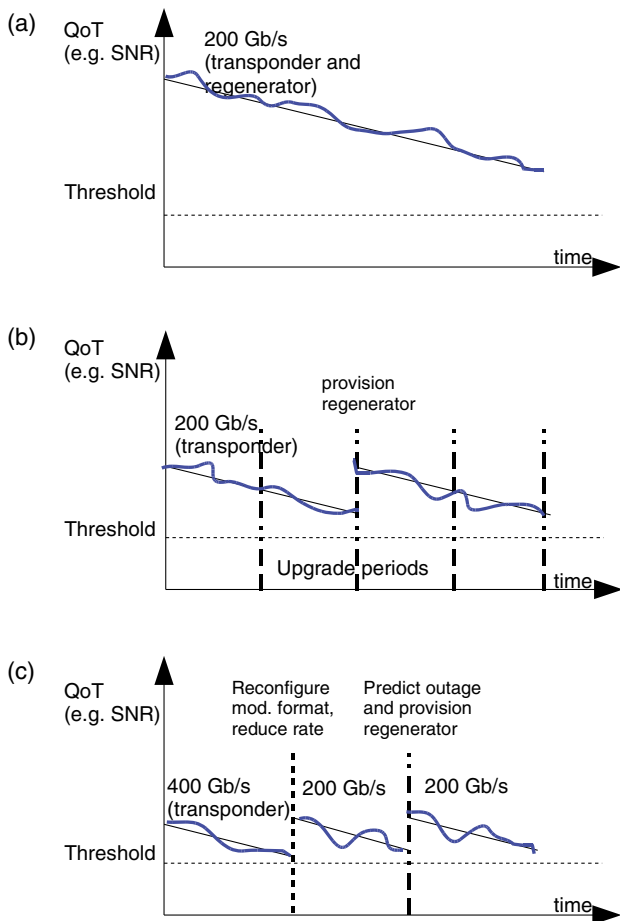 (a)
QoT
(e.g. SNR)
200 Gb/s
(transponder and
regenerator)
Threshold
time
(b)
QoT
(e.g. SNR)
provision
regenerator
200 Gb/s
(transponder)
Threshold
Upgrade periods
time
(c)
QoT
(e.g. SNR)
Reconfigure
mod. format,
reduce rate
Predict outage
and provision
regenerator
400 Gb/s
(transponder)
200 Gb/s
200 Gb/s
Threshold
time